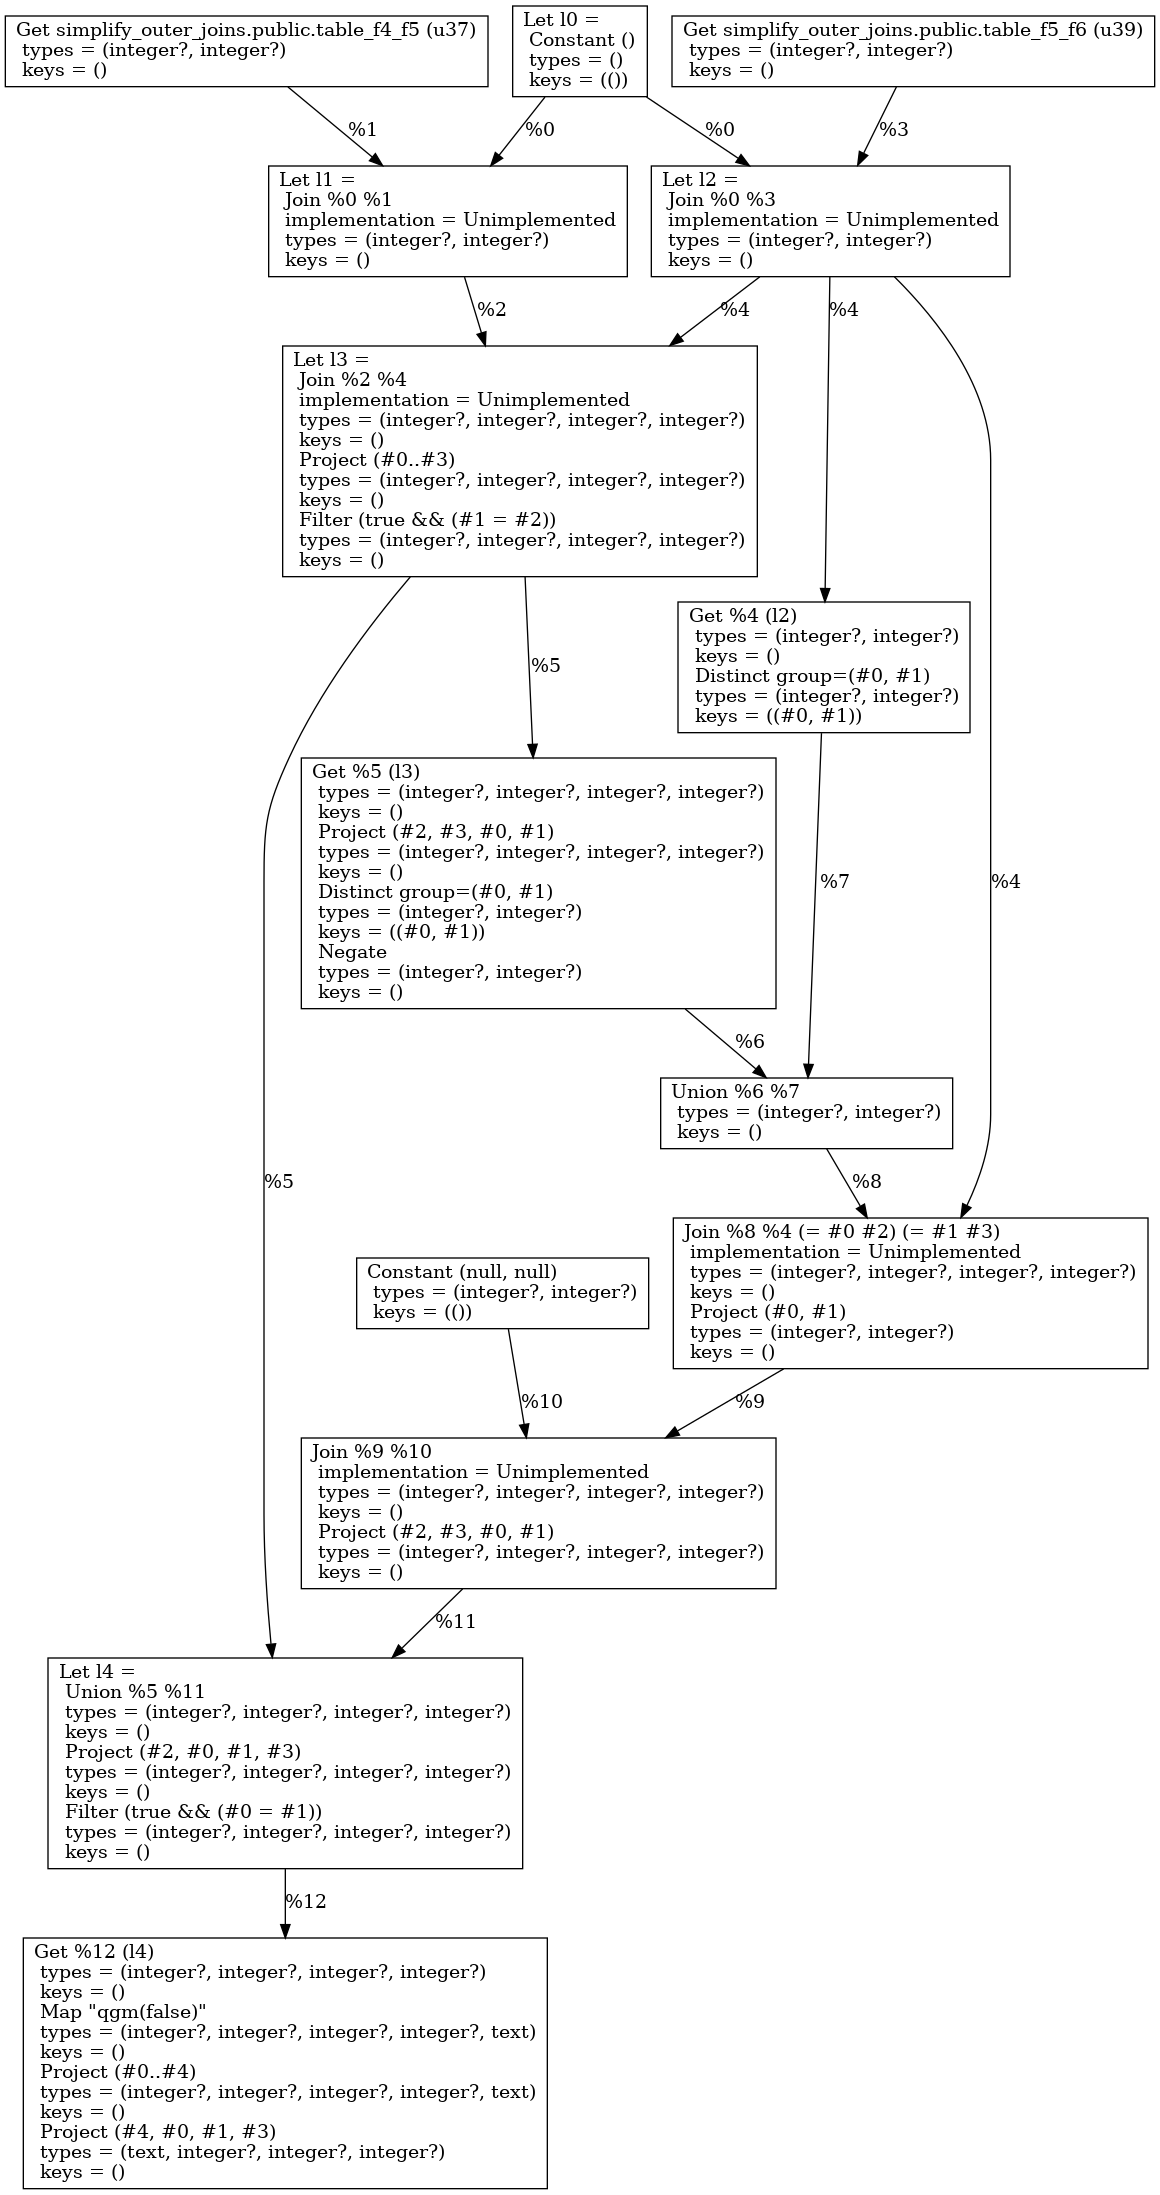 Get simplify_outer_joins.public.table_f4_f5 (u37)
types = (integer?, integer?)
keys = ()
Let l0 =
Constant ()
types = ()
keys = (())
Get simplify_outer_joins.public.table_f5_f6 (u39)
types = (integer?, integer?)
keys = ()
%1
%0
%0
%3
Let l1 =
Join %0 %1
implementation = Unimplemented
types = (integer?, integer?)
keys = ()
Let l2 =
Join %0 %3
implementation = Unimplemented
types = (integer?, integer?)
keys = ()
%2
%4
%4
Let l3 =
Join %2 %4
implementation = Unimplemented
types = (integer?, integer?, integer?, integer?)
keys = ()
Project (#0..#3)
types = (integer?, integer?, integer?, integer?)
keys = ()
Filter (true && (#1 = #2))
types = (integer?, integer?, integer?, integer?)
keys = ()
Get %4 (l2)
types = (integer?, integer?)
keys = ()
Distinct group=(#0, #1)
types = (integer?, integer?)
keys = ((#0, #1))
%5
Get %5 (l3)
types = (integer?, integer?, integer?, integer?)
keys = ()
Project (#2, #3, #0, #1)
types = (integer?, integer?, integer?, integer?)
keys = ()
Distinct group=(#0, #1)
types = (integer?, integer?)
keys = ((#0, #1))
Negate
types = (integer?, integer?)
keys = ()
%7
%4
%6
Union %6 %7
types = (integer?, integer?)
keys = ()
%5
%8
Join %8 %4 (= #0 #2) (= #1 #3)
implementation = Unimplemented
types = (integer?, integer?, integer?, integer?)
keys = ()
Project (#0, #1)
types = (integer?, integer?)
keys = ()
Constant (null, null)
types = (integer?, integer?)
keys = (())
%10
%9
Join %9 %10
implementation = Unimplemented
types = (integer?, integer?, integer?, integer?)
keys = ()
Project (#2, #3, #0, #1)
types = (integer?, integer?, integer?, integer?)
keys = ()
%11
Let l4 =
Union %5 %11
types = (integer?, integer?, integer?, integer?)
keys = ()
Project (#2, #0, #1, #3)
types = (integer?, integer?, integer?, integer?)
keys = ()
Filter (true && (#0 = #1))
types = (integer?, integer?, integer?, integer?)
keys = ()
%12
Get %12 (l4)
types = (integer?, integer?, integer?, integer?)
keys = ()
Map "qgm(false)"
types = (integer?, integer?, integer?, integer?, text)
keys = ()
Project (#0..#4)
types = (integer?, integer?, integer?, integer?, text)
keys = ()
Project (#4, #0, #1, #3)
types = (text, integer?, integer?, integer?)
keys = ()